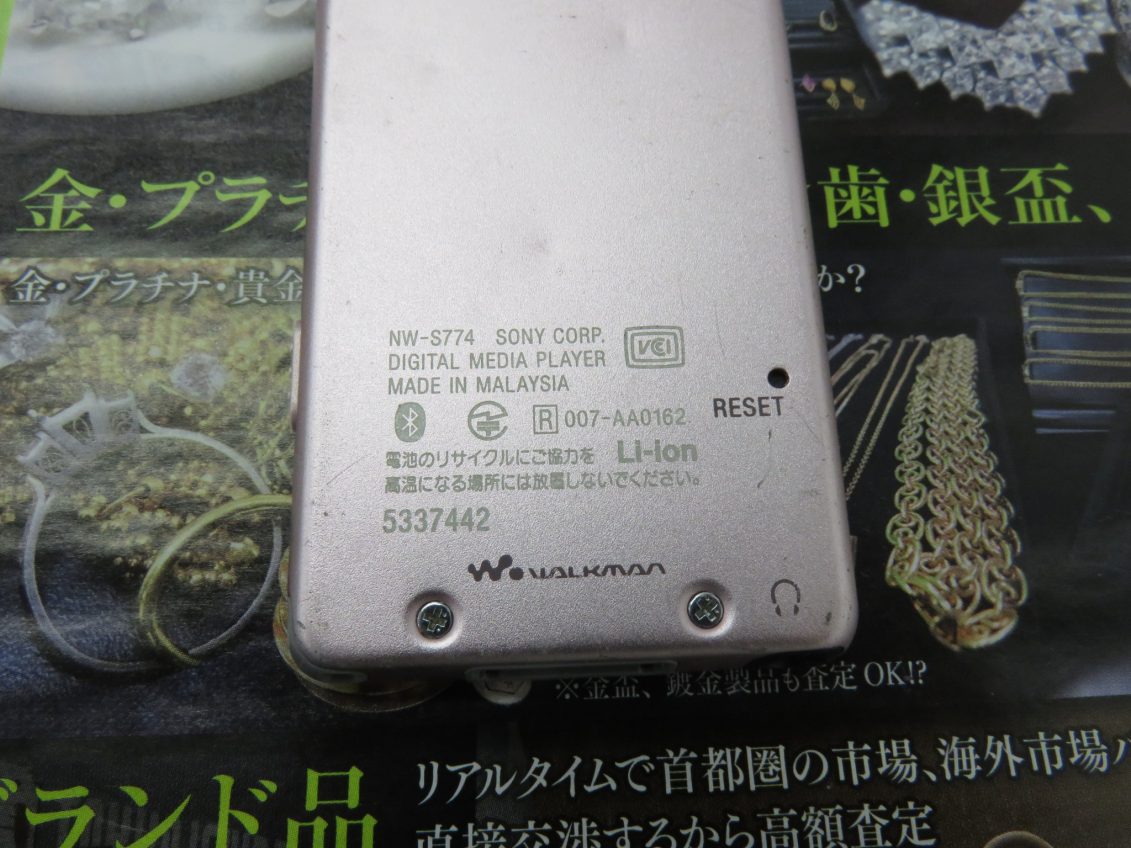 金・プラチ
歯・銀盃、
金・プラチナ・貴金
か?
NW-S774 SONY CORP.
VCI
DIGITAL MEDIA PLAYER
MADE IN MALAYSIA
R 007-AA0162
RESET
電池のリサイクルにご協力を Li-ion
高温になる場所には放置しないでください。
5337442
WALKMAN
※金盃、鍍金製品も査定OK!?
ブランド品
リアルタイムで首都圏の市場、海外市場
直接交渉するから高額査定